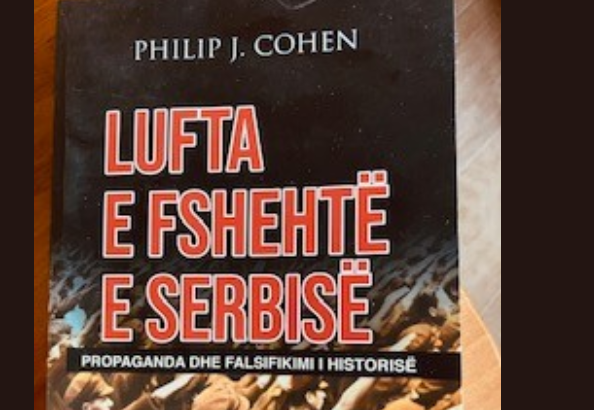 PHILIP J. COHEN
LUFTA
E FSHEHTË
E SERBISË
PROPAGANDA DHE FALSIFIKIMI I HISTORISË